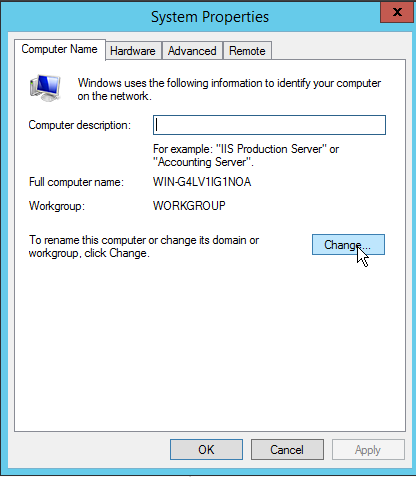 System Properties
x
Computer Name
Hardware
Advanced
Remote
Windows uses the following information to identify your computer
on the network.
Computer description:
For example: "IIS Production Server" or
"Accounting Server".
Full computer name:
WIN-G4LV1IG1NOA
Workgroup:
WORKGROUP
To rename this computer or change its domain or
workgroup, click Change.
Change...
OK
Cancel
Apply